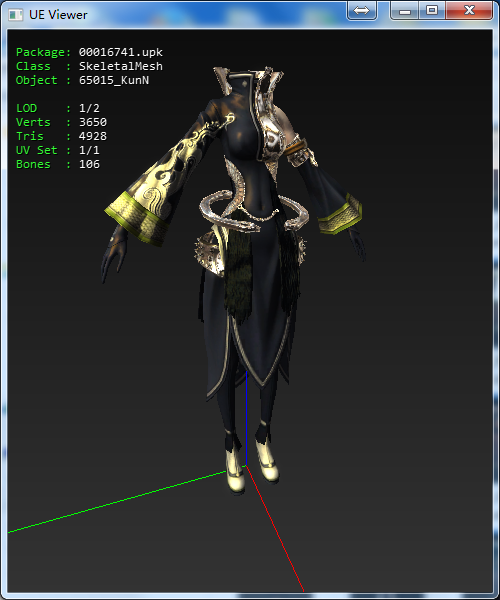 UE Viewer
Package: 00016741.upk
Class : SkeletalMesh
Object : 65015_KunN
LOD : 1/2
Verts : 3650
Tris : 4928
UV Set : 1/1
Bones : 106